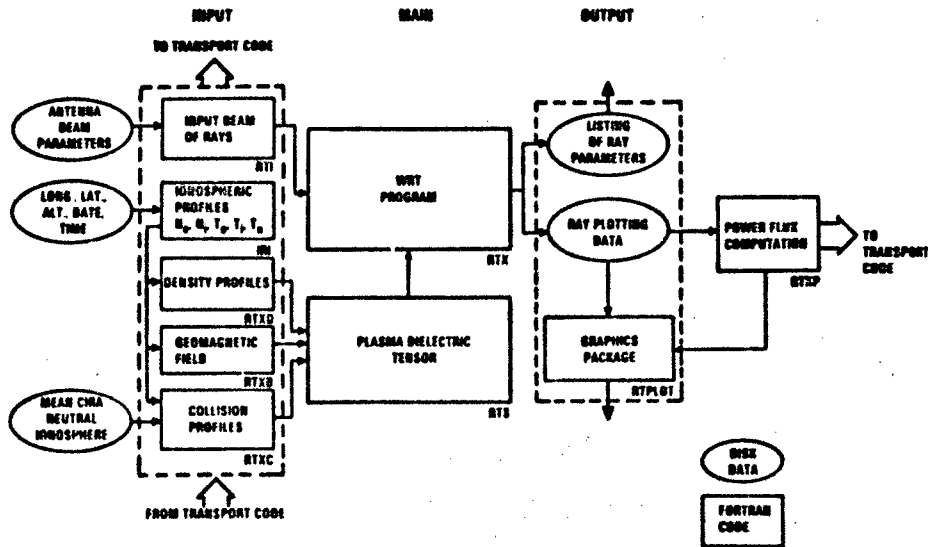 INPUT
MAIN
OUTPUT
TO TRANSPORT CODE
ANTENNA
BEAM
PARAMETERS
INPUT BEAM
OF RAYS
RTI
LONG., LAT.,
ALT., DATE,
TIME
IONOSPHERIC
PROFILES
DENSITY PROFILES
RTXD
GEOMAGNETIC
FIELD
RTXB
MEAN CIRA
NEUTRAL
IONOSPHERE
COLLISION
PROFILES
RTXC
FROM TRANSPORT CODE
WRT
PROGRAM
RTX
PLASMA DIELECTRIC
TENSOR
LISTING
OF RAY
PARAMETERS
RAY PLOTTING
DATA
GRAPHICS
PACKAGE
RTPLOT
POWER FLUX
COMPUTATION
RTXP
TO
TRANSPORT
CODE
DISK
DATA
FORTRAN
CODE